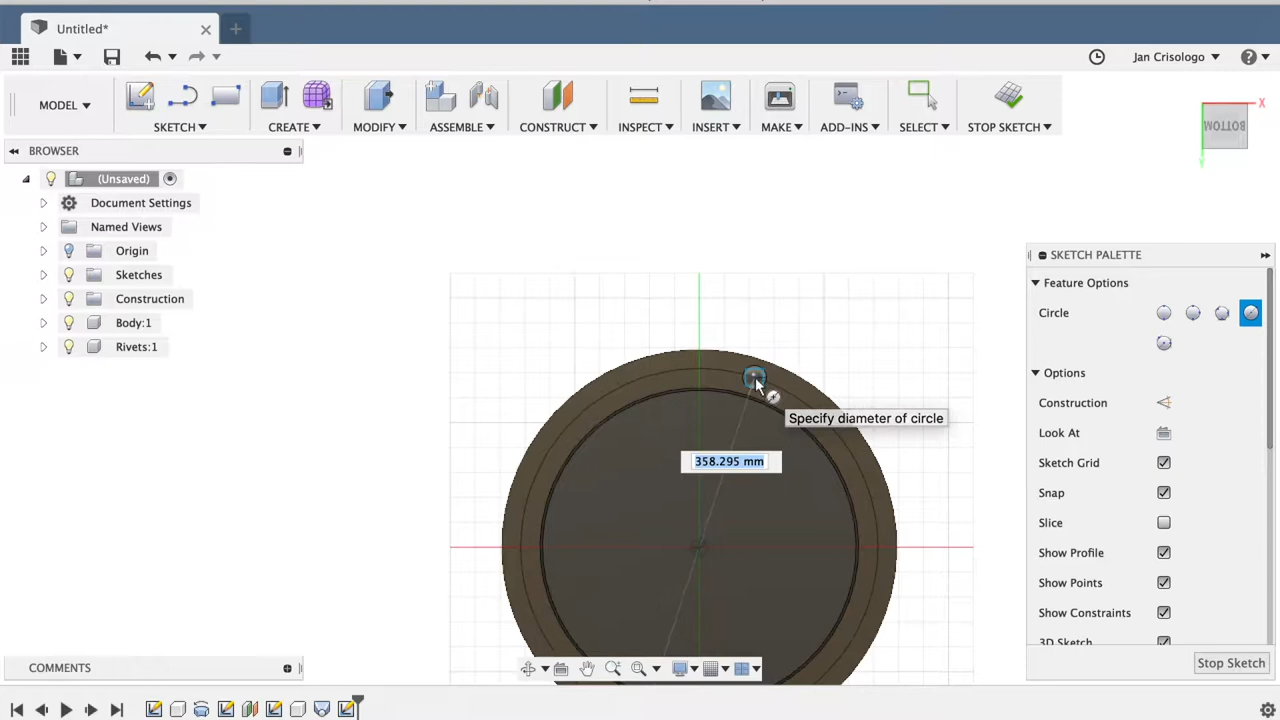 Untitled*
Jan Crisologo
MODEL
SKETCH
CREATE
MODIFY
ASSEMBLE
CONSTRUCT
INSPECT
INSERT
MAKE
ADD-INS
SELECT
STOP SKETCH
X
BOTTOM
Y
BROWSER
(Unsaved)
Document Settings
Named Views
Origin
Sketches
Construction
Body:1
Rivets:1
SKETCH PALETTE
Feature Options
Circle
Options
Construction
Look At
Sketch Grid
Snap
Slice
Show Profile
Show Points
Show Constraints
3D Sketch
Stop Sketch
Specify diameter of circle
358.295 mm
COMMENTS